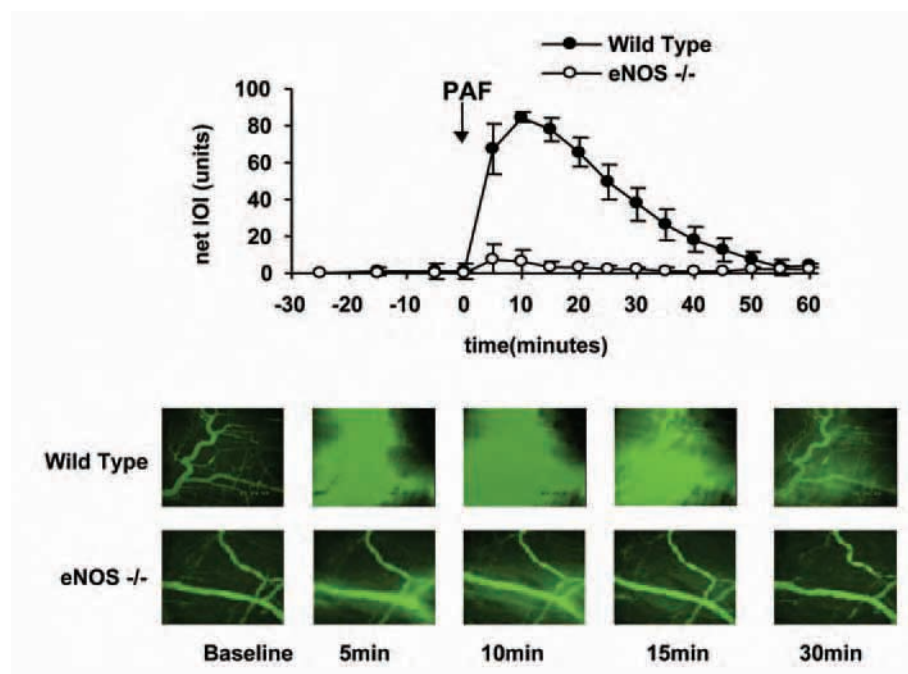 Wild Type
eNOS -/-
PAF
100
80
60
40
20
0
net IOI (units)
-30 -20 -10 0 10 20 30 40 50 60
time(minutes)
Wild Type
eNOS -/-
Baseline 5min 10min 15min 30min